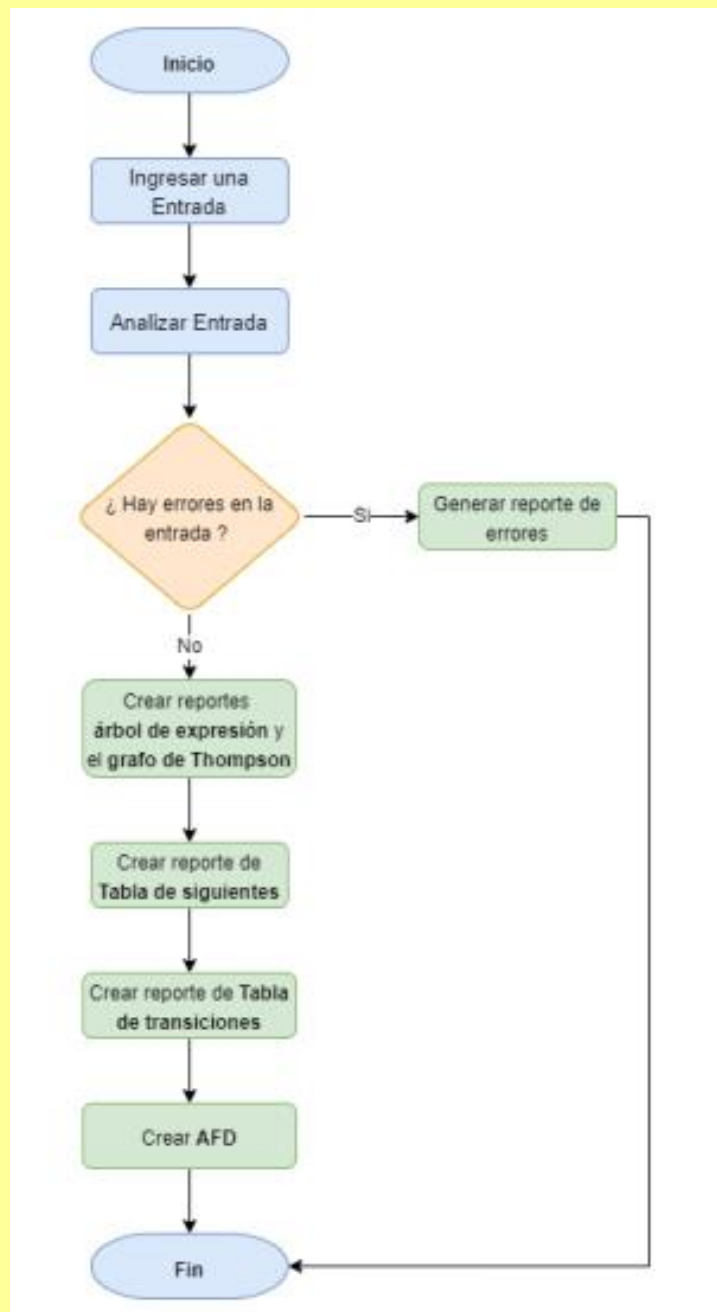 Inicio
Ingresar una
Entrada
Analizar Entrada
¿ Hay errores en la
entrada ?
Si
Generar reporte de
errores
No
Crear reportes
árbol de expresión y
el grafo de Thompson
Crear reporte de
Tabla de siguientes
Crear reporte de Tabla
de transiciones
Crear AFD
Fin